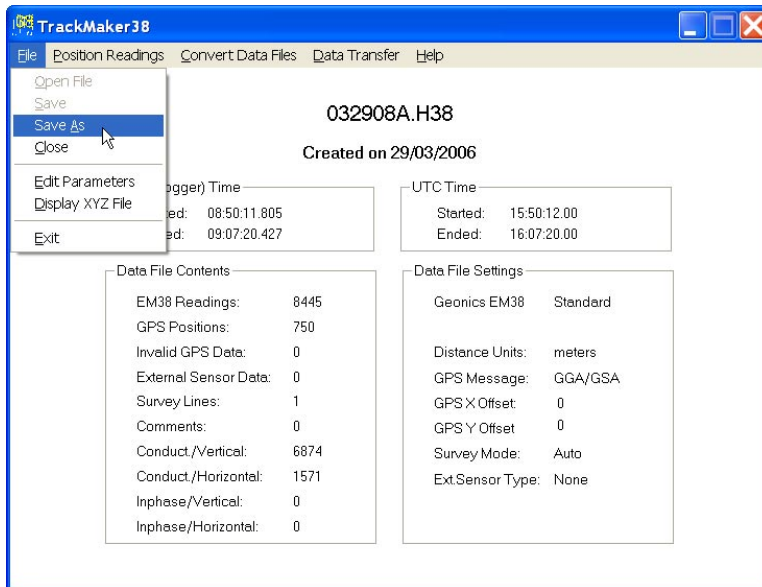 TrackMaker38
File Position Readings Convert Data Files Data Transfer Help
Open File
Save
Save As
Close
Edit Parameters
Display XYZ File
Exit
032908A.H38
Created on 29/03/2006
ogger) Time
ed: 08:50:11.805
ed: 09:07:20.427
UTC Time
Started: 15:50:12.00
Ended: 16:07:20.00
Data File Contents
EM38 Readings: 8445
GPS Positions: 750
Invalid GPS Data: 0
External Sensor Data: 0
Survey Lines: 1
Comments: 0
Conduct./Vertical: 6874
Conduct./Horizontal: 1571
Inphase/Vertical: 0
Inphase/Horizontal: 0
Data File Settings
Geonics EM38 Standard
Distance Units: meters
GPS Message: GGA/GSA
GPS X Offset: 0
GPS Y Offset 0
Survey Mode: Auto
Ext.Sensor Type: None